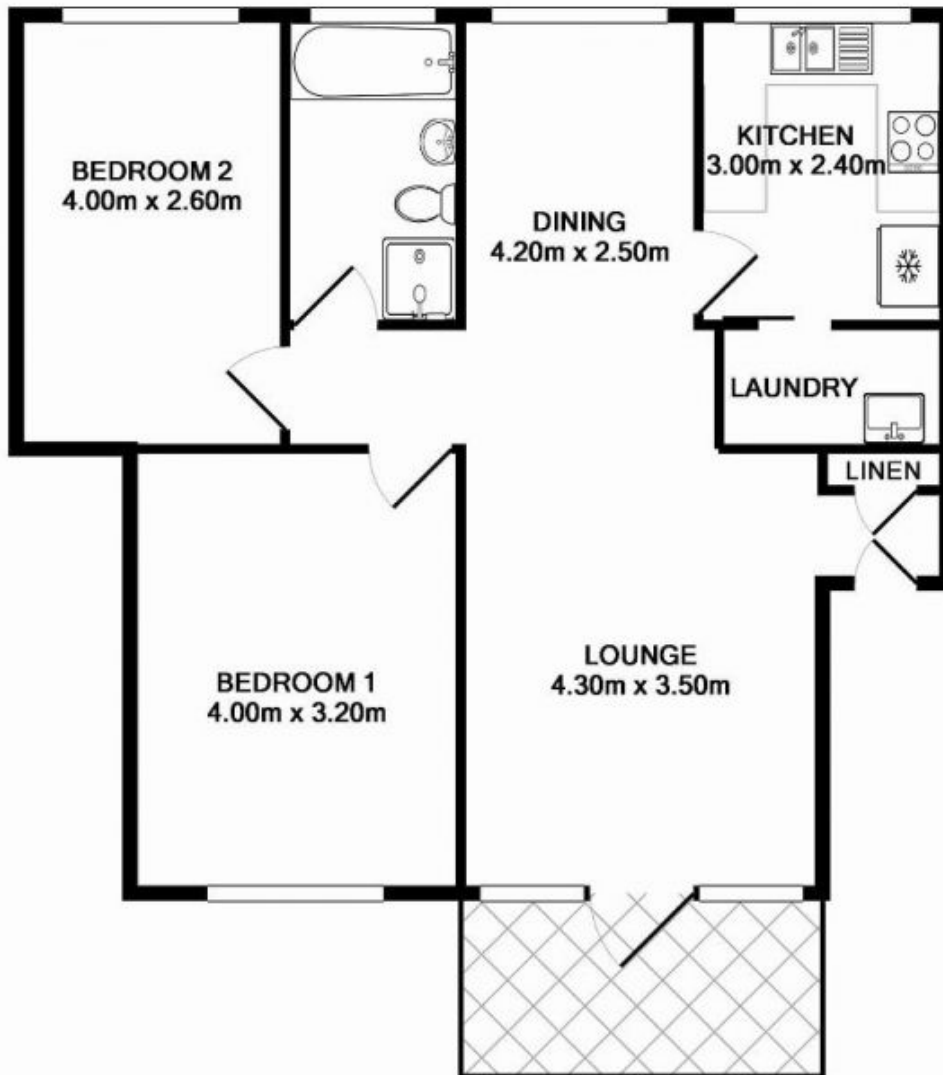 BEDROOM 2
4.00m x 2.60m
KITCHEN
3.00m x 2.40m
DINING
4.20m x 2.50m
LAUNDRY
LINEN
BEDROOM 1
4.00m x 3.20m
LOUNGE
4.30m x 3.50m